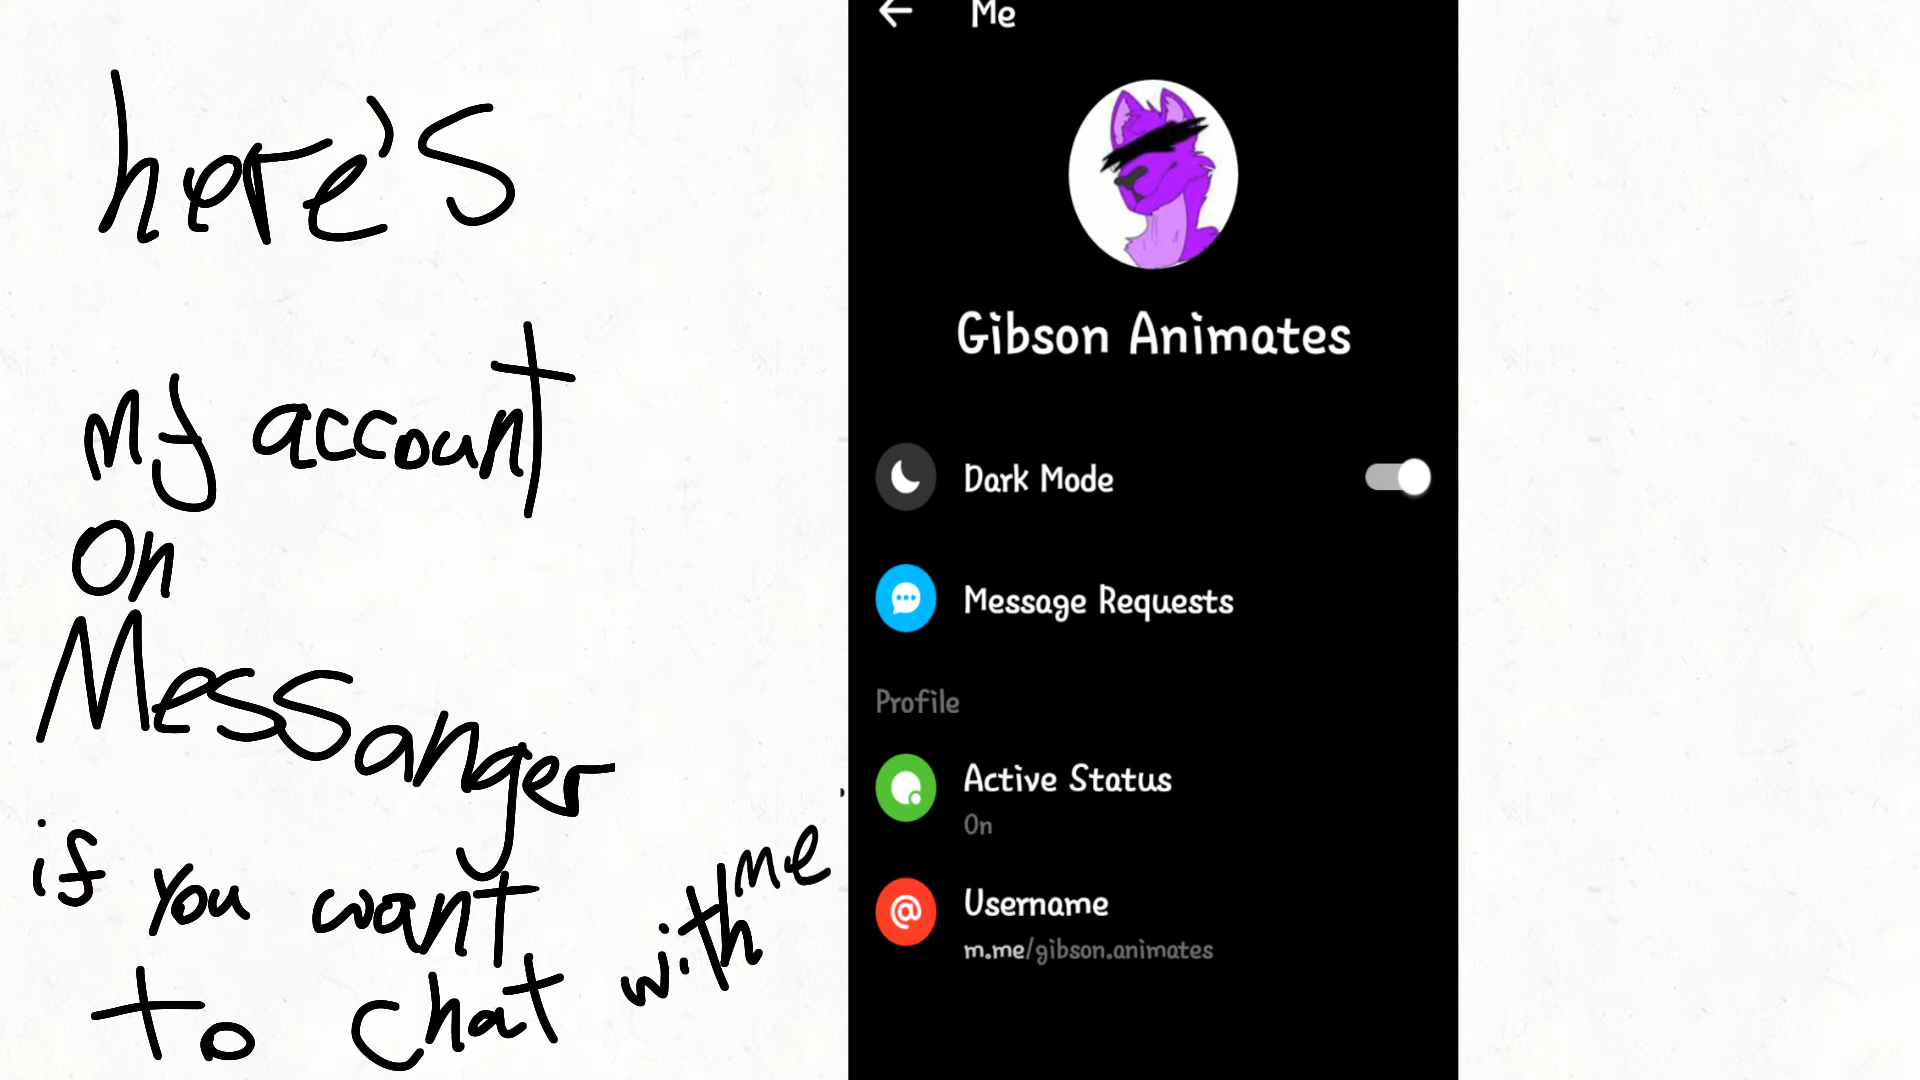 here's
my account
On
Messanger
if you want
to chat with me
Me
Gibson Animates
Dark Mode
Message Requests
Profile
Active Status
On
@ Username
m.me/gibson.animates